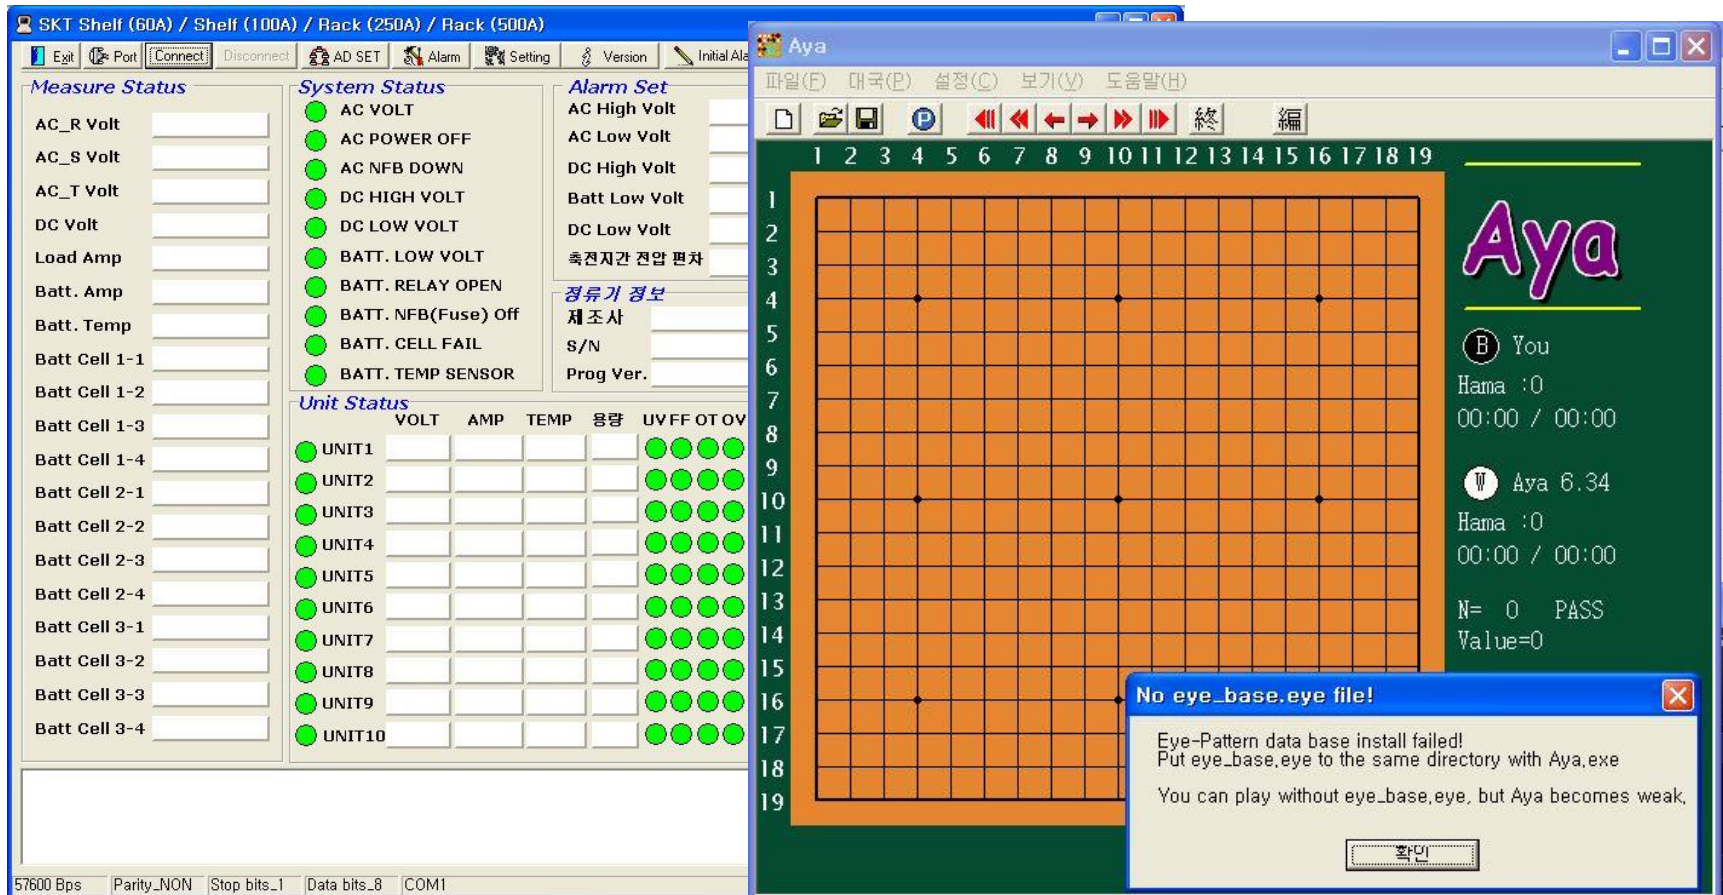 SKT Shelf (60A) / Shelf (100A) / Rack (250A) / Rack (500A)
Exit Port Connect Disconnect AD SET Alarm Setting Version Initial Ala
Measure Status
AC_R Volt
AC_S Volt
AC_T Volt
DC Volt
Load Amp
Batt. Amp
Batt. Temp
Batt Cell 1-1
Batt Cell 1-2
Batt Cell 1-3
Batt Cell 1-4
Batt Cell 2-1
Batt Cell 2-2
Batt Cell 2-3
Batt Cell 2-4
Batt Cell 3-1
Batt Cell 3-2
Batt Cell 3-3
Batt Cell 3-4
System Status
AC VOLT
AC POWER OFF
AC NFB DOWN
DC HIGH VOLT
DC LOW VOLT
BATT. LOW VOLT
BATT. RELAY OPEN
BATT. NFB(Fuse) Off
BATT. CELL FAIL
BATT. TEMP SENSOR
Alarm Set
AC High Volt
AC Low Volt
DC High Volt
Batt Low Volt
DC Low Volt
축전지간 전압 편차
정류기 정보
제조사
S/N
Prog Ver.
Unit Status
VOLT AMP TEMP 용량 UV FF OT OV
UNIT1
UNIT2
UNIT3
UNIT4
UNIT5
UNIT6
UNIT7
UNIT8
UNIT9
UNIT10
57600 Bps Parity_NON Stop bits_1 Data bits_8 COM1
Aya
파일(F) 대국(P) 설정(C) 보기(V) 도움말(H)
P 終 編
1 2 3 4 5 6 7 8 9 10 11 12 13 14 15 16 17 18 19
1
2
3
4
5
6
7
8
9
10
11
12
13
14
15
16
17
18
19
Aya
B You
Hama :0
00:00 / 00:00
W Aya 6.34
Hama :0
00:00 / 00:00
N= 0 PASS
Value=0
No eye_base.eye file!
Eye-Pattern data base install failed!
Put eye_base.eye to the same directory with Aya.exe
You can play without eye_base.eye, but Aya becomes weak.
확인